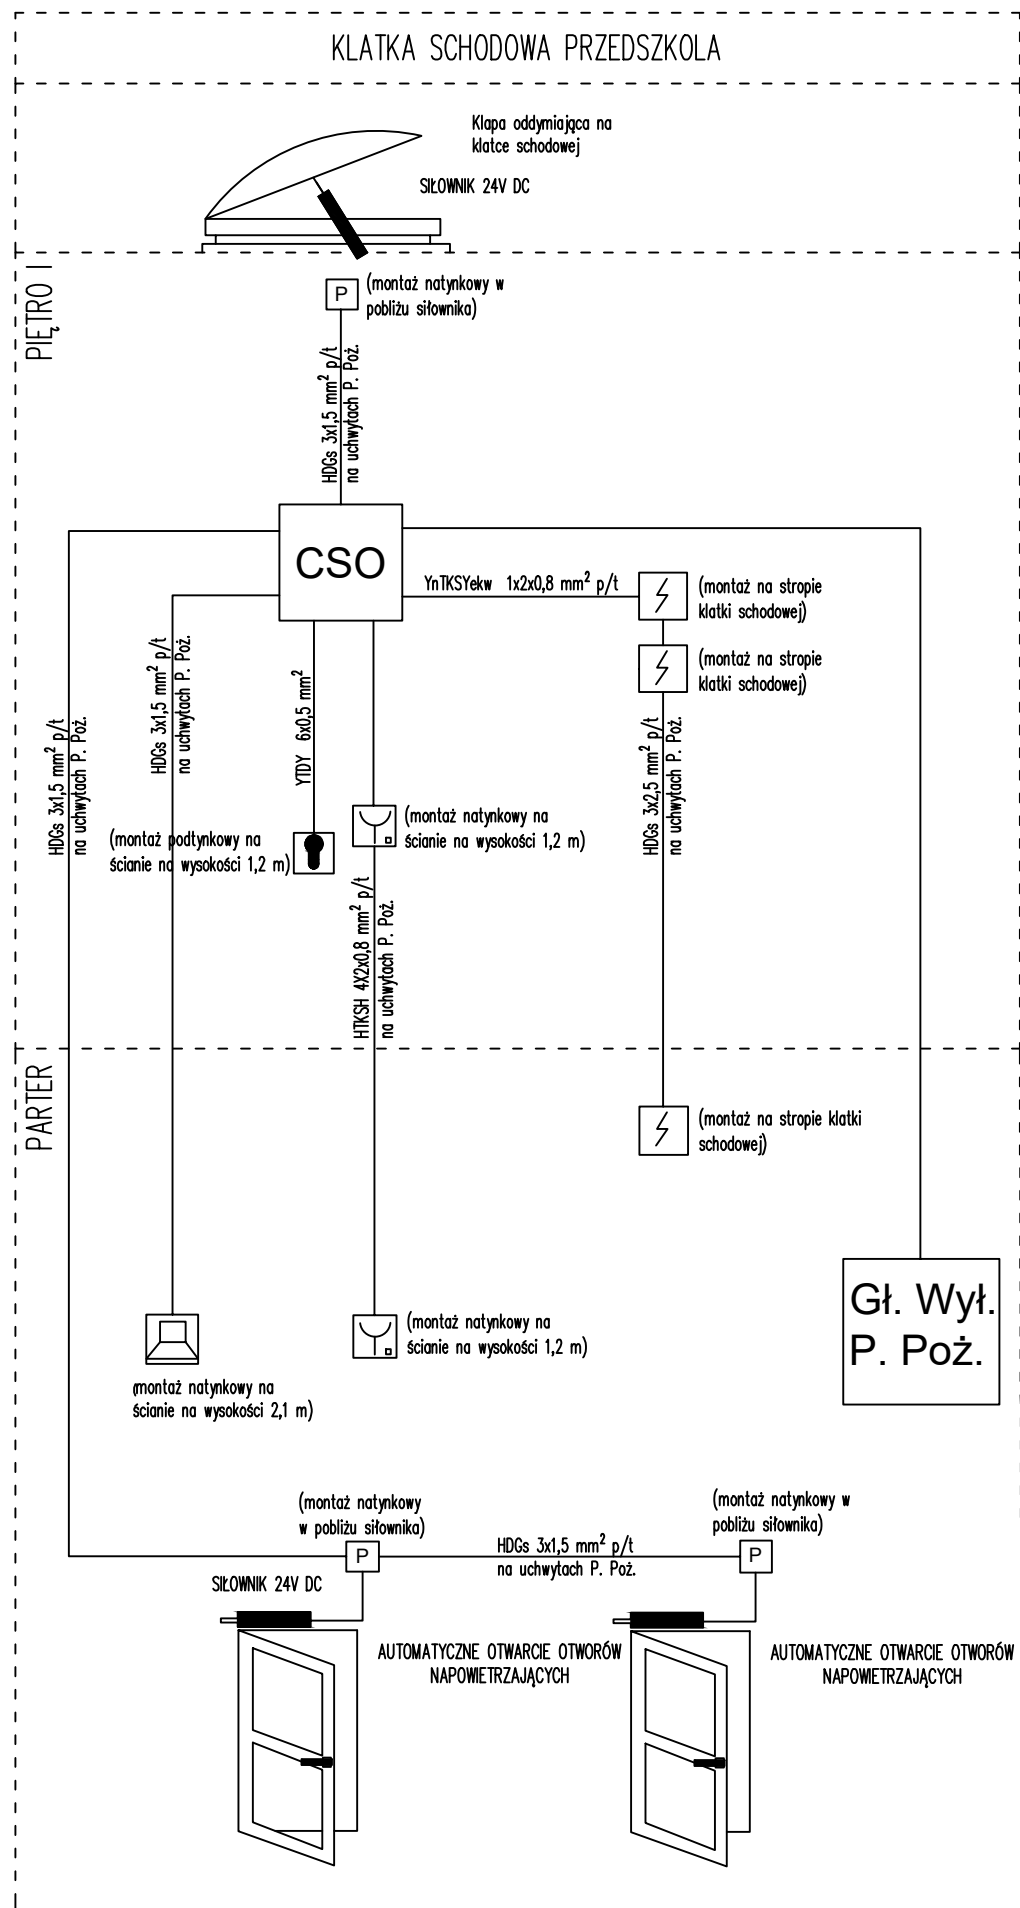 KLATKA SCHODOWA PRZEDSZKOLA
Klapa oddymiająca na
klatce schodowej
SIŁOWNIK 24V DC
PIĘTRO I
P
(montaż natynkowy w
pobliżu siłownika)
HDGs 3x1,5 mm² p/t
na uchwytach P. Poż.
CSO
YnTKSYekw 1x2x0,8 mm² p/t
(montaż na stropie
klatki schodowej)
(montaż na stropie
klatki schodowej)
HDGs 3x1,5 mm² p/t
na uchwytach P. Poż.
HDGs 3x1,5 mm² p/t
na uchwytach P. Poż.
YTDY 6x0,5 mm²
HDGs 3x2,5 mm² p/t
na uchwytach P. Poż.
(montaż podtynkowy na
ścianie na wysokości 1,2 m)
(montaż natynkowy na
ścianie na wysokości 1,2 m)
HTKSH 4X2x0,8 mm² p/t
na uchwytach P. Poż.
PARTER
(montaż na stropie klatki
schodowej)
Gł. Wył.
P. Poż.
(montaż natynkowy na
ścianie na wysokości 1,2 m)
(montaż natynkowy na
ścianie na wysokości 2,1 m)
(montaż natynkowy
w pobliżu siłownika)
(montaż natynkowy w
pobliżu siłownika)
P
HDGs 3x1,5 mm² p/t
na uchwytach P. Poż.
P
SIŁOWNIK 24V DC
AUTOMATYCZNE OTWARCIE OTWORÓW
NAPOWIETRZAJĄCYCH
AUTOMATYCZNE OTWARCIE OTWORÓW
NAPOWIETRZAJĄCYCH